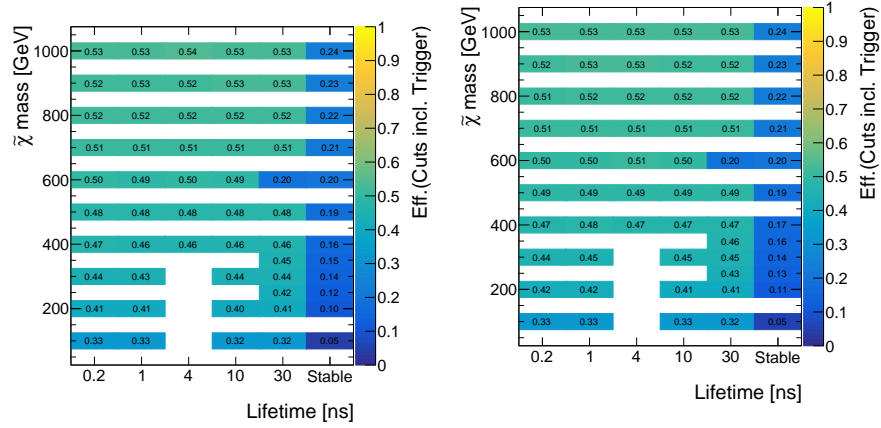 χ̃ mass [GeV]
1000
800
600
400
200
0.53 0.53 0.54 0.53 0.53 0.24
0.52 0.53 0.53 0.53 0.53 0.23
0.52 0.52 0.52 0.52 0.52 0.22
0.51 0.51 0.51 0.51 0.51 0.21
0.50 0.49 0.50 0.49 0.20 0.20
0.48 0.48 0.48 0.48 0.48 0.19
0.47 0.46 0.46 0.46 0.46 0.16
0.45 0.15
0.44 0.43 0.44 0.44 0.14
0.42 0.12
0.41 0.41 0.40 0.41 0.10
0.33 0.33 0.32 0.32 0.05
0.2 1 4 10 30 Stable
Lifetime [ns]
1
0.9
0.8
0.7
0.6
0.5
0.4
0.3
0.2
0.1
0
Eff.(Cuts incl. Trigger)
χ̃ mass [GeV]
1000
800
600
400
200
0.53 0.53 0.53 0.53 0.53 0.24
0.52 0.53 0.53 0.52 0.53 0.23
0.51 0.52 0.52 0.52 0.52 0.22
0.51 0.51 0.51 0.51 0.51 0.21
0.50 0.50 0.51 0.50 0.20 0.20
0.49 0.49 0.49 0.49 0.49 0.19
0.47 0.48 0.47 0.47 0.47 0.17
0.46 0.16
0.44 0.45 0.45 0.45 0.14
0.43 0.13
0.42 0.42 0.41 0.41 0.11
0.33 0.33 0.33 0.32 0.05
0.2 1 4 10 30 Stable
Lifetime [ns]
1
0.9
0.8
0.7
0.6
0.5
0.4
0.3
0.2
0.1
0
Eff.(Cuts incl. Trigger)